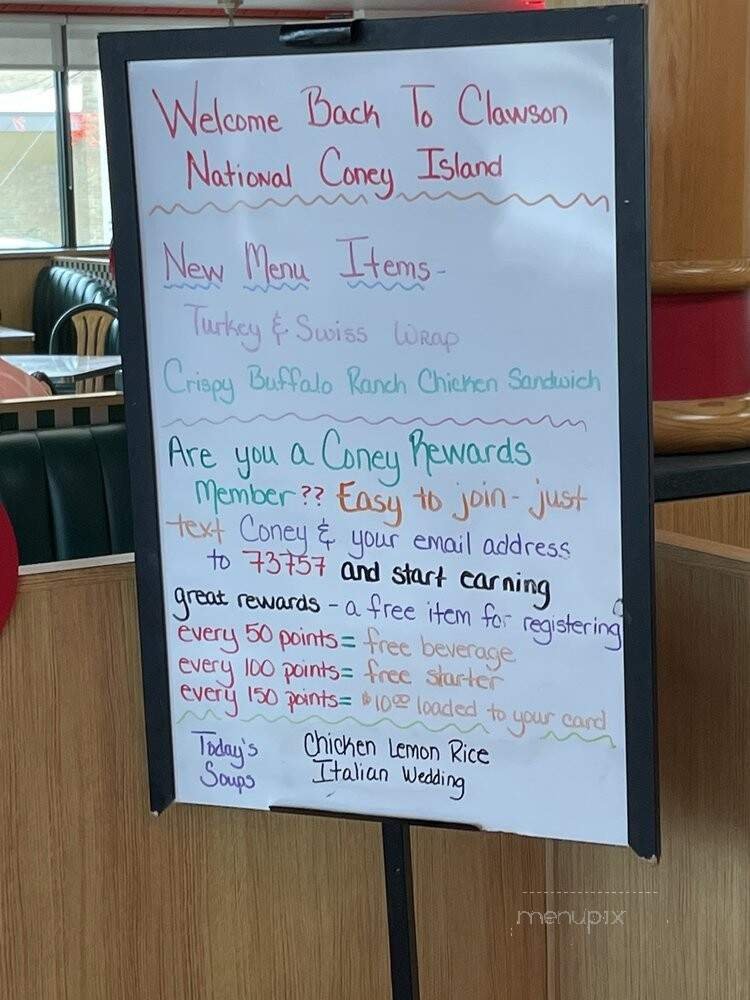 Welcome Back To Clawson
National Coney Island
New Menu Items-
Turkey & Swiss Wrap
Crispy Buffalo Ranch Chicken Sandwich
Are you a Coney Rewards
Member?? Easy to join- just
text Coney & your email address
to 73757 and start earning
great rewards - a free item for registering
every 50 points= free beverage
every 100 points= free starter
every 150 points= $10.00 loaded to your card
Today's Soups
Chicken Lemon Rice
Italian Wedding
menupix